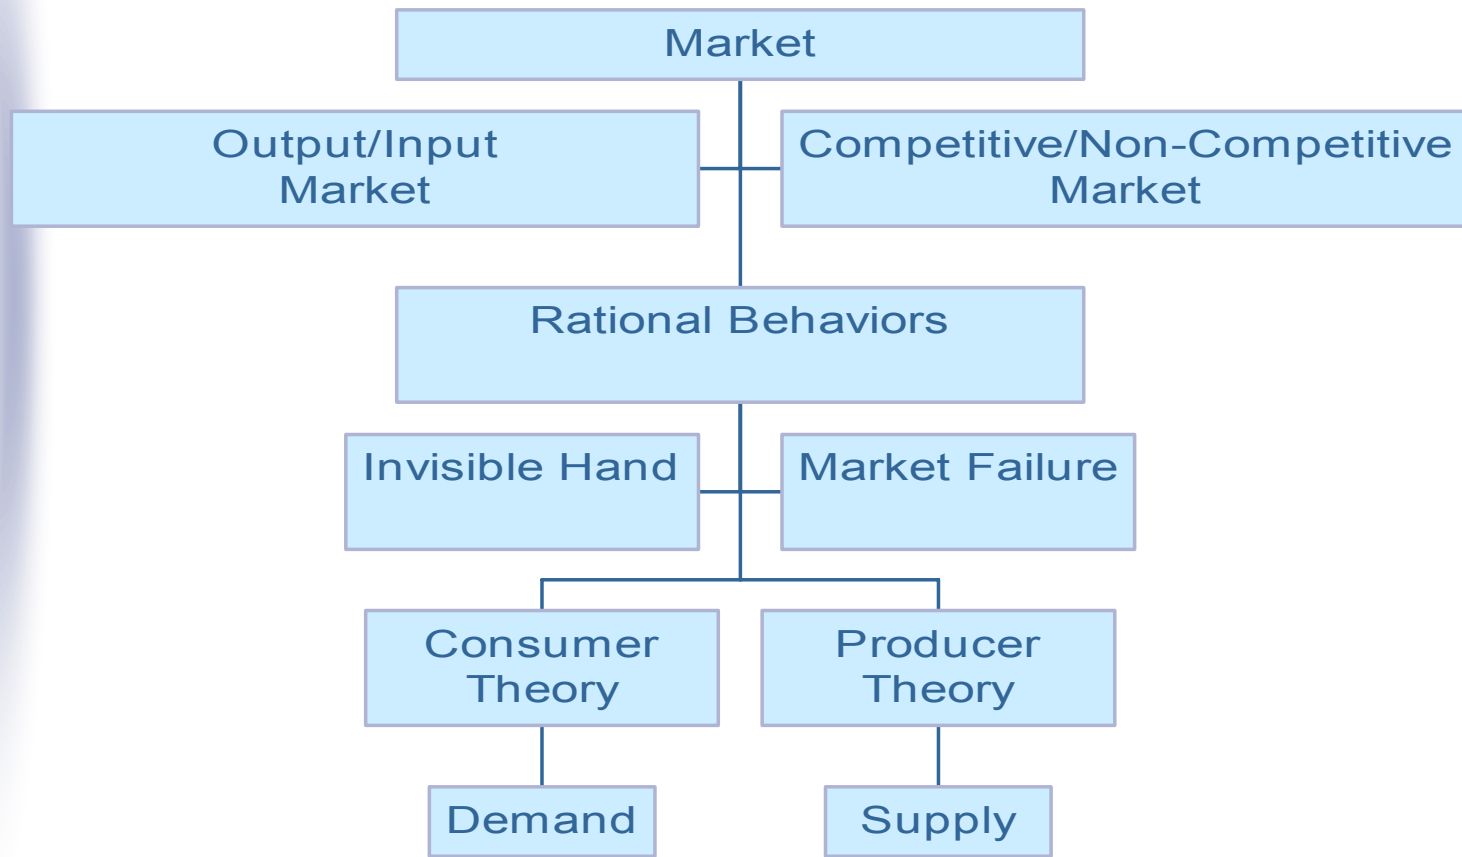 Market
Output/Input
Market
Competitive/Non-Competitive
Market
Rational Behaviors
Invisible Hand
Market Failure
Consumer
Theory
Producer
Theory
Demand
Supply